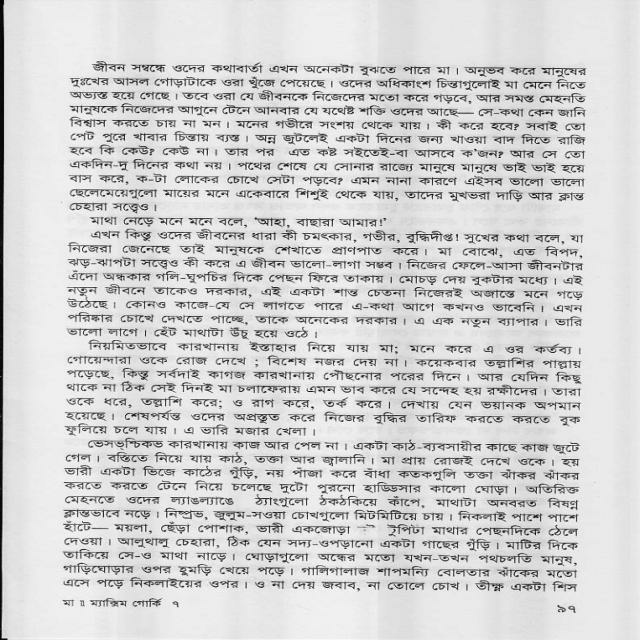 জীবন সম্বন্ধে ওদের কথাবার্তা এখন অনেকটা বুঝতে পারে মা। অনুভব করে মানুষের
দুঃখের আসল গোড়াটাকে ওরা খুঁজে পেয়েছে। ওদের অধিকাংশ চিন্তাগুলোই মা মেনে নিতে
অভ্যস্ত হয়ে গেছে। তবে ওরা যে জীবনকে নিজেদের মতো করে গড়বে, আর সমস্ত মেহনতি
মানুষকে নিজেদের আগুনে টেনে আনবার যে যথেষ্ট শক্তি ওদের আছে— সে-কথা কেন জানি
বিশ্বাস করতে চায় না মন। মনের গভীরে সংশয় থেকে যায়। কী করে হবে? সবাই তো
পেট পুরে খাবার চিন্তায় ব্যস্ত। অন্ন জুটলেই একটা দিনের জন্য খাওয়া বাদ দিতে রাজি
হবে কি কেউ? কেউ না। তার পর এত কষ্ট সইতেই-বা আসবে ক'জন? আর সে তো
একদিন-দু দিনের কথা নয়। পথের শেষে যে সোনার রাজ্যে মানুষে মানুষে ভাই ভাই হয়ে
বাস করে, ক-টা লোকের চোখে সেটা পড়বে? এমন নানা কারণে এইসব ভালো ভালো
ছেলেমেয়েগুলো মায়ের মনে একেবারে শিশুই থেকে যায়, তাদের মুখভরা দাড়ি আর ক্লান্ত
চেহারা সত্ত্বেও।
মাথা নেড়ে মনে মনে বলে, 'আহা, বাছারা আমার!'
এখন কিন্তু ওদের জীবনের ধারা কী চমৎকার, গভীর, বুদ্ধিদীপ্ত! সুখের কথা বলে, যা
নিজেরা জেনেছে তাই মানুষকে শেখাতে প্রাণপাত করে। মা বোঝে, এত বিপদ,
ঝড়-ঝাপটা সত্ত্বেও কী করে এ জীবন ভালো-লাগা সম্ভব। নিজের ফেলে-আসা জীবনটার
এঁদো অন্ধকার গলি-ঘুপচির দিকে পেছন ফিরে তাকায়। মোচড় দেয় বুকটার মধ্যে। এই
নতুন জীবনে তাকেও দরকার, এই একটা শান্ত চেতনা নিজেরই অজান্তে মনে গড়ে
উঠেছে। কোনও কাজে-যে সে লাগতে পারে এ-কথা আগে কখনও ভাবেনি। এখন
পরিষ্কার চোখে দেখতে পাচ্ছে, তাকে অনেকের দরকার। এ এক নতুন ব্যাপার। ভারি
ভালো লাগে। হেঁট মাথাটা উঁচু হয়ে ওঠে।
নিয়মিতভাবে কারখানায় ইস্তাহার নিয়ে যায় মা; মনে করে এ ওর কর্তব্য।
গোয়েন্দারা ওকে রোজ দেখে ; বিশেষ নজর দেয় না। কয়েকবার তল্লাশির পাল্লায়
পড়েছে, কিন্তু সর্বদাই কাগজ কারখানায় পৌছনোর পরের দিনে। আর যেদিন কিছু
থাকে না ঠিক সেই দিনই মা চলাফেরায় এমন ভাব করে যে সন্দেহ হয় রক্ষীদের। তারা
ওকে ধরে, তল্লাশি করে; ও রাগ করে, তর্ক করে। দেখায় যেন ভয়ানক অপমান
হয়েছে। শেষপর্যন্ত ওদের অপ্রস্তুত করে নিজের বুদ্ধির তারিফ করতে করতে বুক
ফুলিয়ে চলে যায়। এ ভারি মজার খেলা।
ভেসভ্‌শ্চিকভ কারখানায় কাজ আর পেল না। একটা কাঠ-ব্যবসায়ীর কাছে কাজ জুটে
গেল। বস্তিতে নিয়ে যায় কাঠ, তক্তা আর জ্বালানি। মা প্রায় রোজই দেখে ওকে। হয়
ভারী একটা ভিজে কাঠের গুঁড়ি, নয় পাঁজা করে বাঁধা কতকগুলি তক্তা ঝাঁকর ঝাঁকর
করতে করতে টেনে নিয়ে চলেছে দুটো পুরনো হাড্ডিসার কালো ঘোড়া। অতিরিক্ত
মেহনতে ওদের ল্যাঙল্যাঙে ঠ্যাংগুলো ঠকঠকিয়ে কাঁপে, মাথাটা অনবরত বিষণ্ণ
ক্লান্তভাবে নড়ে। নিষ্প্রভ, জুলুম-সওয়া চোখগুলো মিটমিটিয়ে চায়। নিকলাই পাশে পাশে
হাঁটে— ময়লা, ছেঁড়া পোশাক, ভারী একজোড়া টুপিটা মাথার পেছনদিকে ঠেলে
দেওয়া। আলুথালু চেহারা, ঠিক যেন সদ্য-ওপড়ানো একটা গাছের গুঁড়ি। মাটির দিকে
তাকিয়ে সে-ও মাথা নাড়ে। ঘোড়াগুলো অন্ধের মতো যখন-তখন পথচলতি মানুষ,
গাড়িঘোড়ার ওপর হুমড়ি খেয়ে পড়ে। গালিগালাজ শাপমন্যি বোলতার ঝাঁকের মতো
এসে পড়ে নিকলাইয়ের ওপর। ও না দেয় জবাব, না তোলে চোখ। তীক্ষ্ণ একটা শিস
মা ॥ ম্যাক্সিম গোর্কি ৭
৯৭